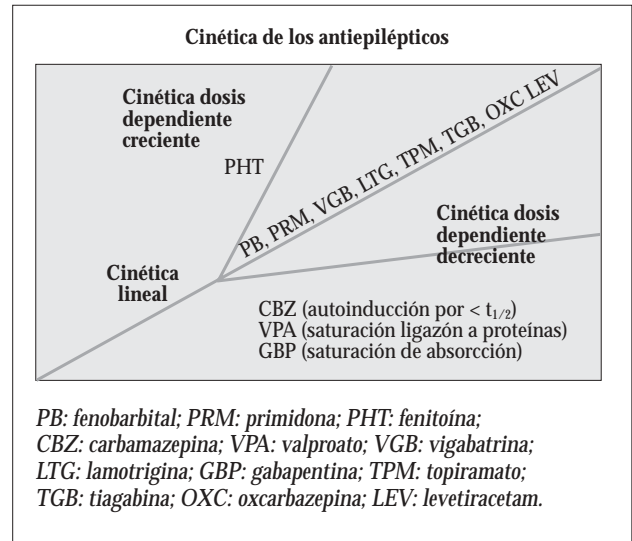 Cinética de los antiepilépticos
Cinética dosis
dependiente
creciente
PHT
PB, PRM, VGB, LTG, TPM, TGB, OXC LEV
Cinética dosis
dependiente
decreciente
Cinética
lineal
CBZ (autoinducción por < t1/2)
VPA (saturación ligazón a proteínas)
GBP (saturación de absorcción)
PB: fenobarbital; PRM: primidona; PHT: fenitoína;
CBZ: carbamazepina; VPA: valproato; VGB: vigabatrina;
LTG: lamotrigina; GBP: gabapentina; TPM: topiramato;
TGB: tiagabina; OXC: oxcarbazepina; LEV: levetiracetam.